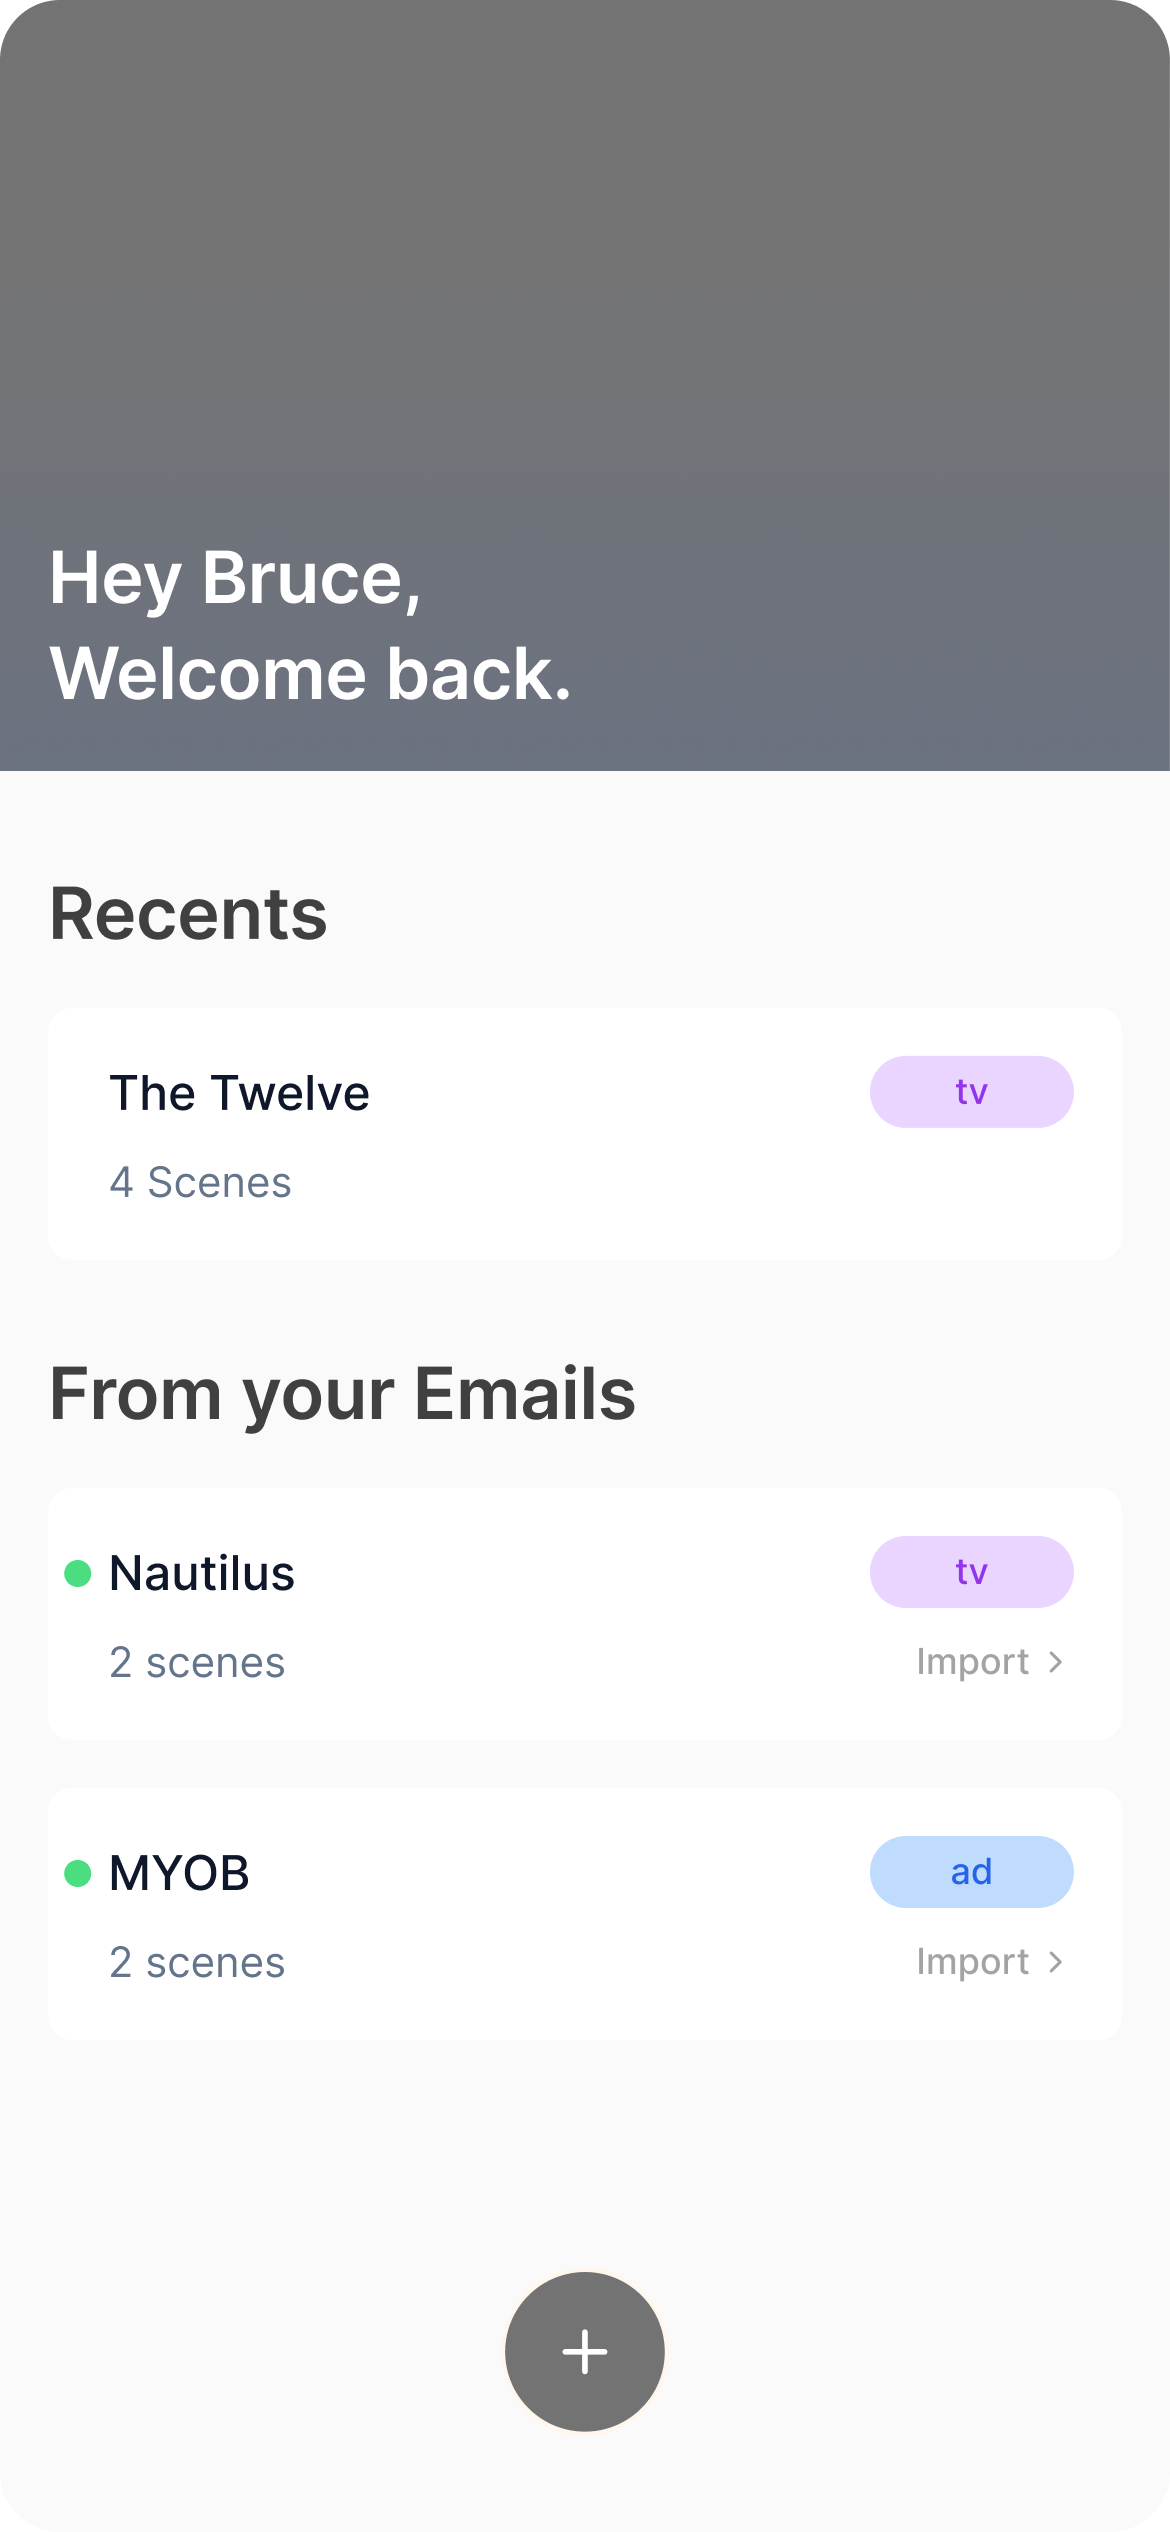 Hey Bruce,
Welcome back.
Recents
The Twelve
tv
4 Scenes
From your Emails
Nautilus
tv
2 scenes
Import
MYOB
ad
2 scenes
Import